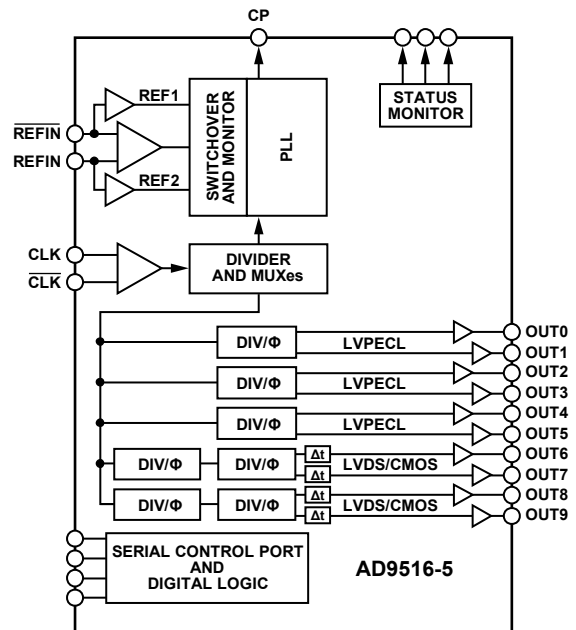 CP
REF1
REFIN
REFIN
REF2
SWITCHOVER
AND MONITOR
PLL
STATUS
MONITOR
CLK
CLK
DIVIDER
AND MUXes
DIV/Φ
LVPECL
OUT0
OUT1
DIV/Φ
LVPECL
OUT2
OUT3
DIV/Φ
LVPECL
OUT4
OUT5
DIV/Φ
DIV/Φ
Δt
Δt
LVDS/CMOS
OUT6
OUT7
DIV/Φ
DIV/Φ
Δt
Δt
LVDS/CMOS
OUT8
OUT9
SERIAL CONTROL PORT
AND
DIGITAL LOGIC
AD9516-5